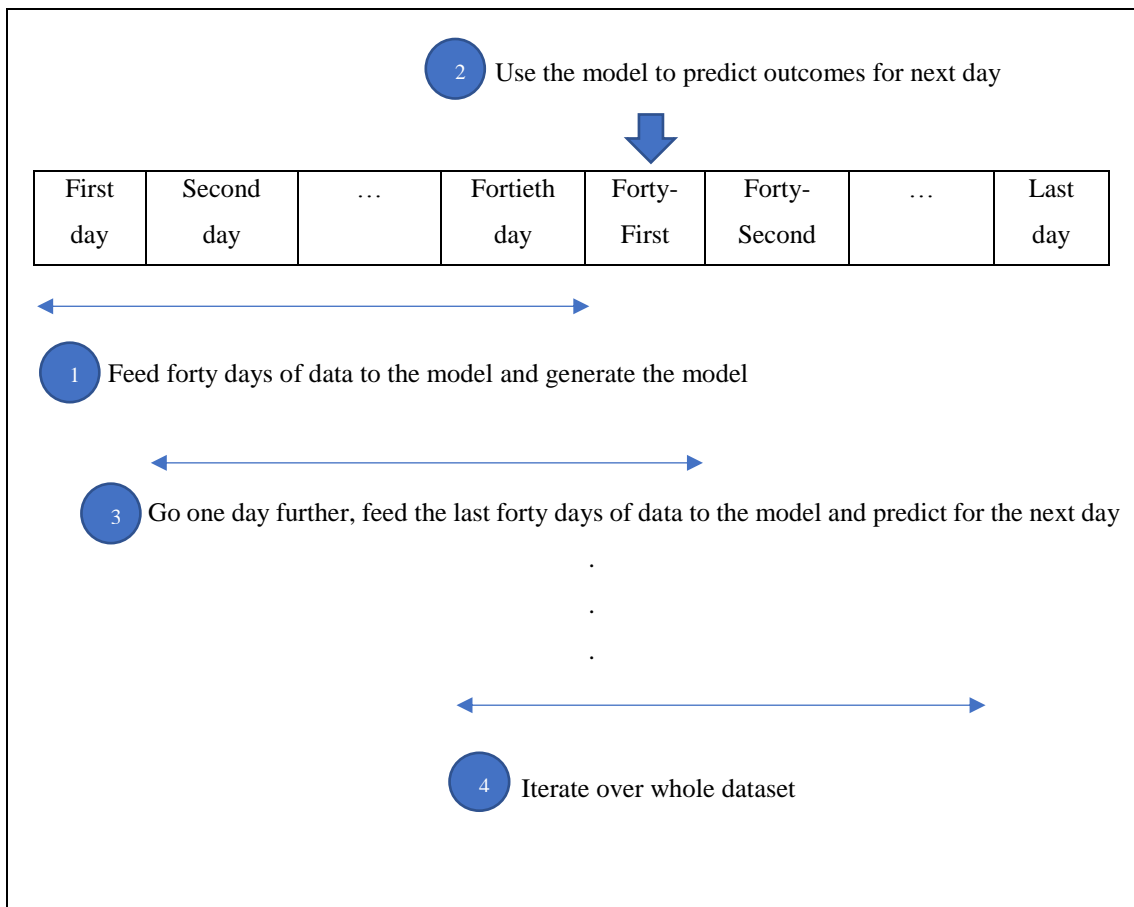 2 Use the model to predict outcomes for next day
First day
Second day
…
Fortieth day
Forty-First
Forty-Second
…
Last day
1 Feed forty days of data to the model and generate the model
3 Go one day further, feed the last forty days of data to the model and predict for the next day
.
.
.
4 Iterate over whole dataset